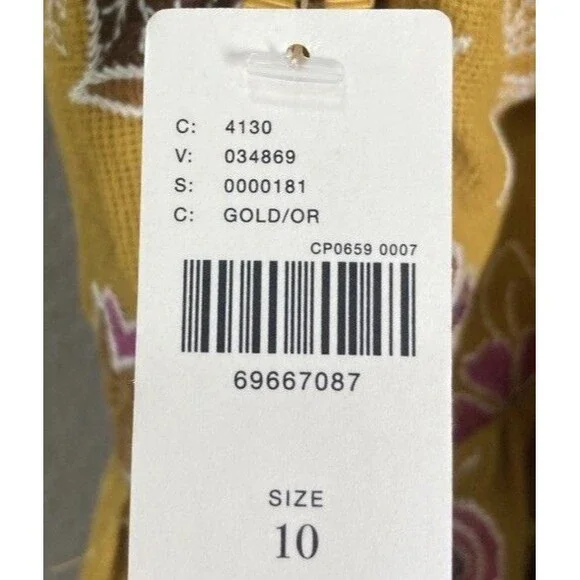 C: 4130
V: 034869
S: 0000181
C: GOLD/OR
CP0659 0007
69667087
SIZE
10